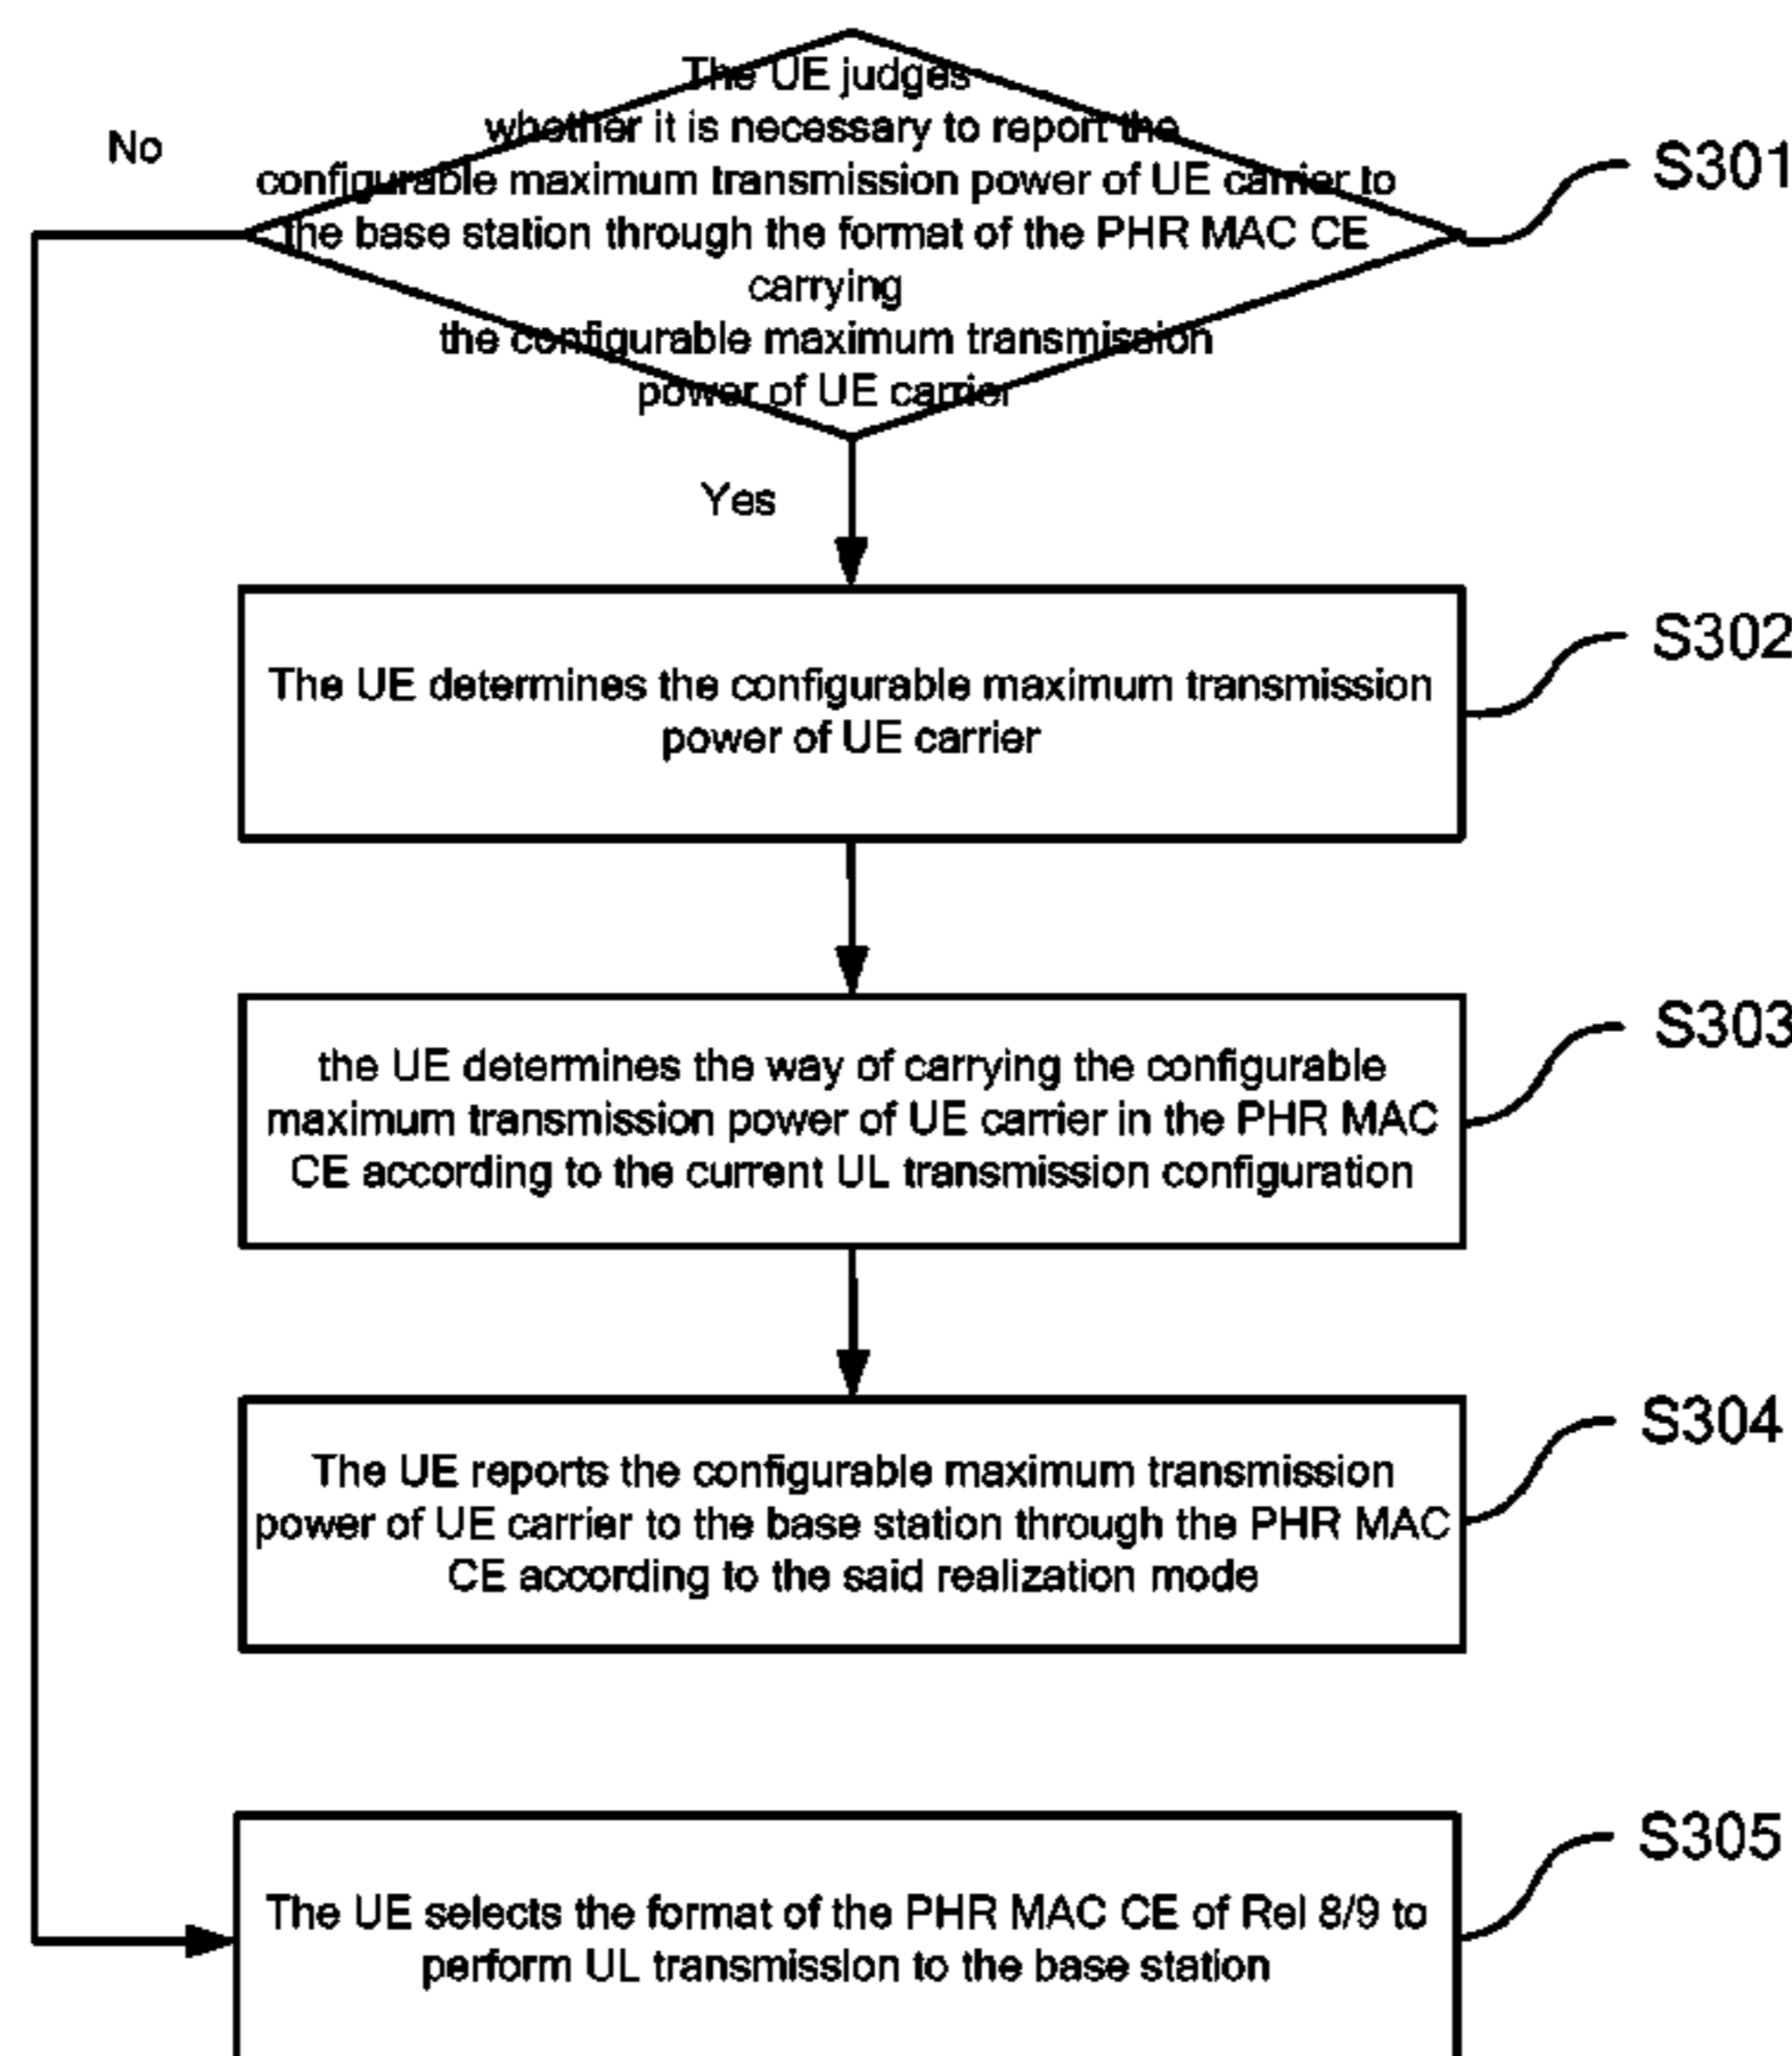 The UE judges
whether it is necessary to report the
No
configurable maximum transmission power of UE carrier to
S301
the base station through the format of the PHR MAC CE
carrying
the configurable maximum transmission
power of UE carrier
Yes
S302
The UE determines the configurable maximum transmission
power of UE carrier
S303
the UE determines the way of carrying the configurable
maximum transmission power of UE carrier in the PHR MAC
CE according to the current UL transmission configuration
S304
The UE reports the configurable maximum transmission
power of UE carrier to the base station through the PHR MAC
CE according to the said realization mode
S305
The UE selects the format of the PHR MAC CE of Rel 8/9 to
perform UL transmission to the base station